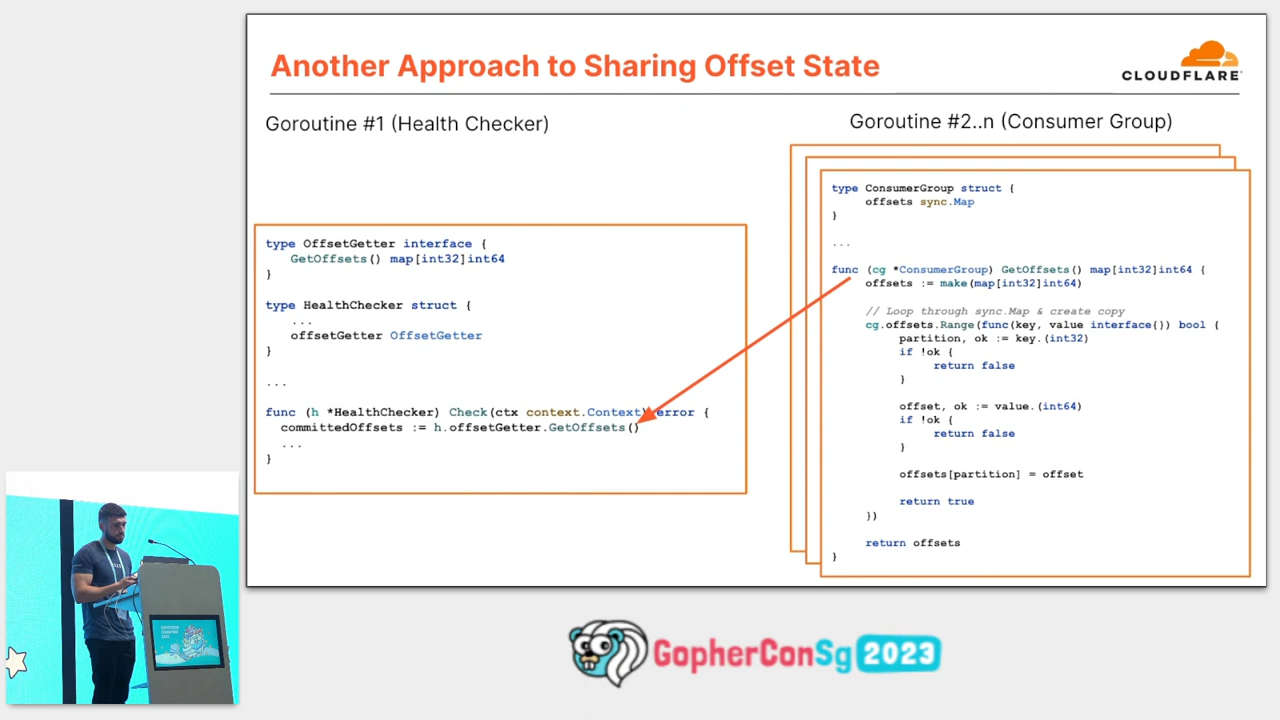 Another Approach to Sharing Offset State
CLOUDFLARE
Goroutine #1 (Health Checker)
Goroutine #2..n (Consumer Group)
type OffsetGetter interface {
GetOffsets() map[int32]int64
}
type HealthChecker struct {
...
offsetGetter OffsetGetter
}
...
func (h *HealthChecker) Check(ctx context.Context) error {
committedOffsets := h.offsetGetter.GetOffsets()
...
}
type ConsumerGroup struct {
offsets sync.Map
}
...
func (cg *ConsumerGroup) GetOffsets() map[int32]int64 {
offsets := make(map[int32]int64)
// Loop through sync.Map & create copy
cg.offsets.Range(func(key, value interface{}) bool {
partition, ok := key.(int32)
if !ok {
return false
}
offset, ok := value.(int64)
if !ok {
return false
}
offsets[partition] = offset
return true
})
return offsets
}
GopherConSg 2023